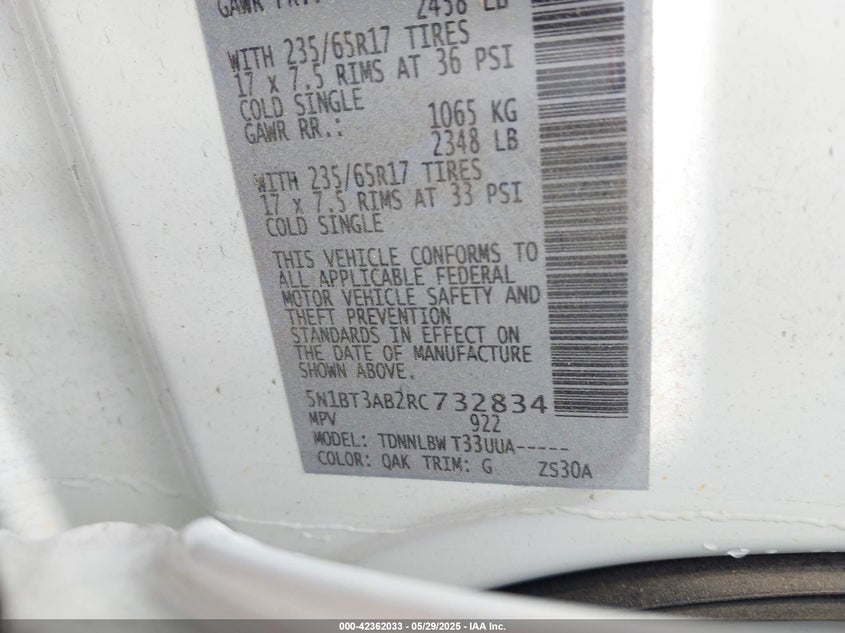 GAWR FR.:
2458 LB
WITH 235/65R17 TIRES
17 x 7.5 RIMS AT 36 PSI
COLD SINGLE
GAWR RR.: 1065 KG
2348 LB
WITH 235/65R17 TIRES
17 x 7.5 RIMS AT 33 PSI
COLD SINGLE
THIS VEHICLE CONFORMS TO
ALL APPLICABLE FEDERAL
MOTOR VEHICLE SAFETY AND
THEFT PREVENTION
STANDARDS IN EFFECT ON
THE DATE OF MANUFACTURE
SHOWN ABOVE.
5N1BT3AB2RC732834
MPV 922
MODEL: TDNNLBW T33UUA-----
COLOR: QAK TRIM: G ZS30A
000-42362033 — 05/29/2025 — IAA Inc.